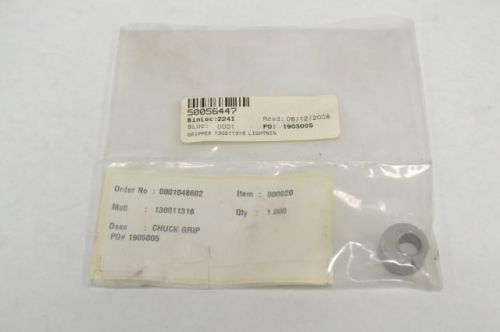 50056447
BinLoc:224I Rcvd: 06/12/2008
SLoc: 0001 PO: 1905005
GRIPPER 130011316 LIGHTNIN
Order No : 0001048602 Item : 000020
Matl : 130011316 Qty : 1.000
Desc : CHUCK GRIP
PO# 1905005